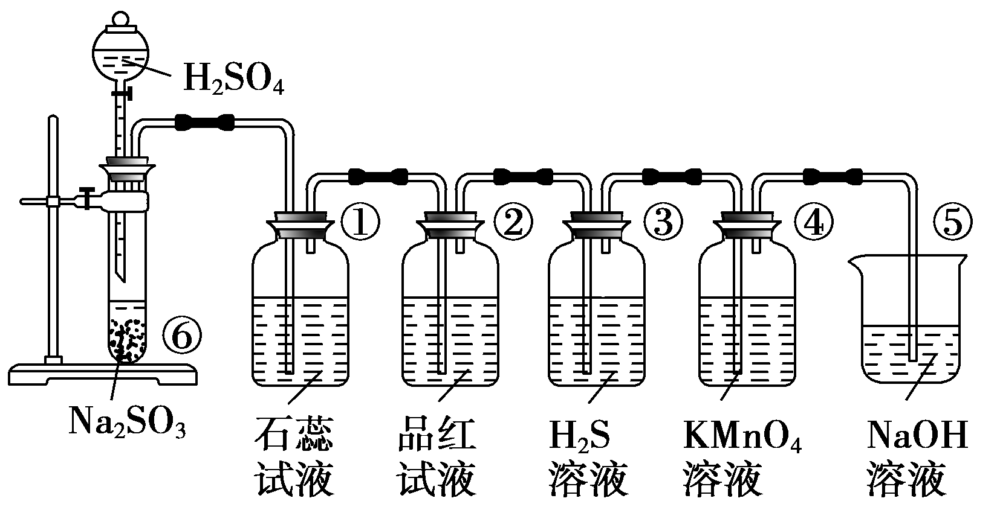 H₂SO₄
① ② ③ ④ ⑤
⑥
Na₂SO₃
石蕊
试液
品红
试液
H₂S
溶液
KMnO₄
溶液
NaOH
溶液